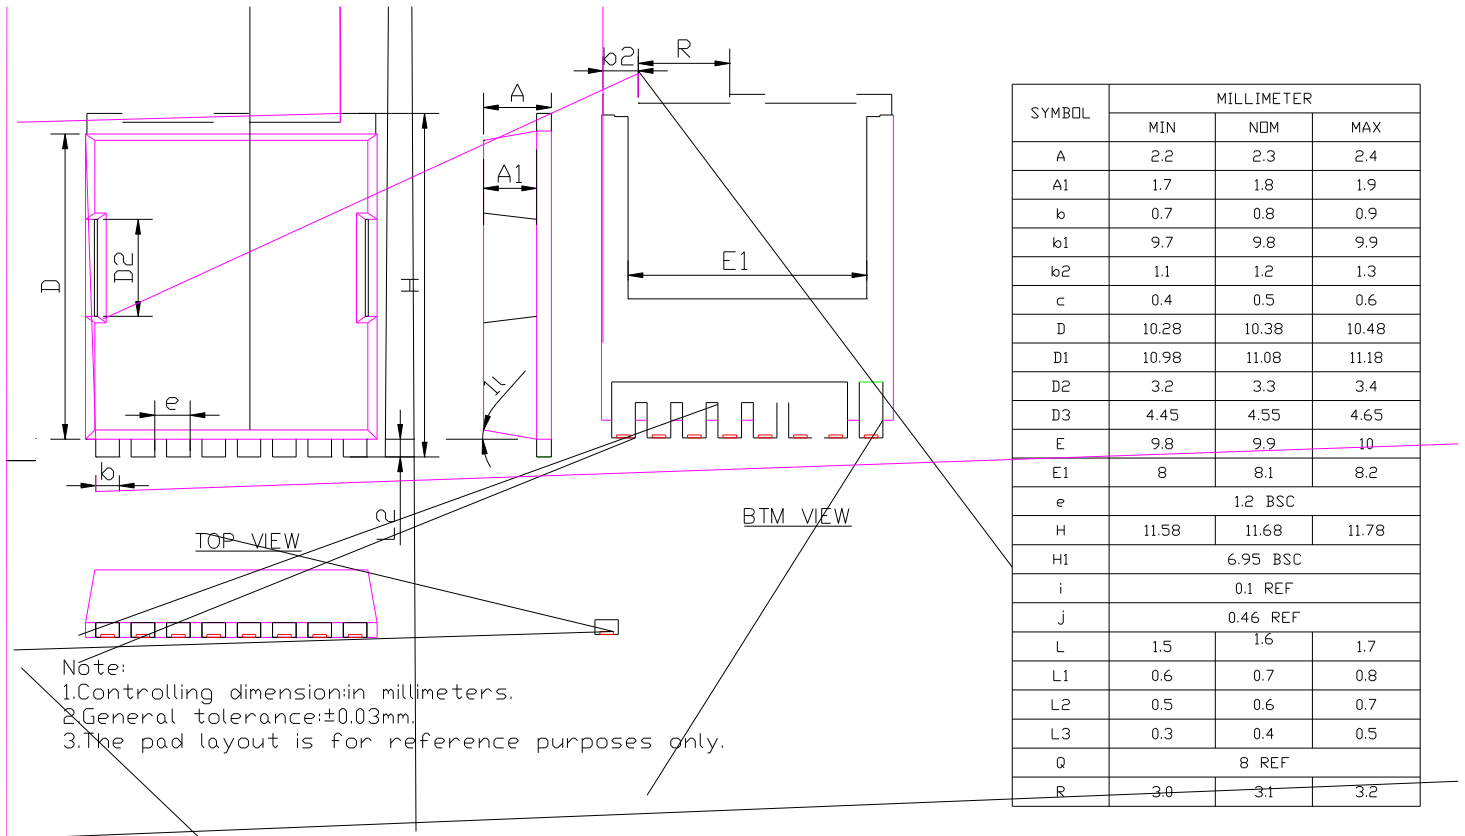 b2
R
A
A1
D2
D
H
E1
1L
e
b
L2
TOP VIEW
BTM VIEW
Note:
1.Controlling dimension:in millimeters.
2.General tolerance:±0.03mm.
3.The pad layout is for reference purposes only.
SYMBOL MILLIMETER
MIN NOM MAX
A 2.2 2.3 2.4
A1 1.7 1.8 1.9
b 0.7 0.8 0.9
b1 9.7 9.8 9.9
b2 1.1 1.2 1.3
c 0.4 0.5 0.6
D 10.28 10.38 10.48
D1 10.98 11.08 11.18
D2 3.2 3.3 3.4
D3 4.45 4.55 4.65
E 9.8 9.9 10
E1 8 8.1 8.2
e 1.2 BSC
H 11.58 11.68 11.78
H1 6.95 BSC
i 0.1 REF
j 0.46 REF
L 1.5 1.6 1.7
L1 0.6 0.7 0.8
L2 0.5 0.6 0.7
L3 0.3 0.4 0.5
Q 8 REF
R 3.0 3.1 3.2